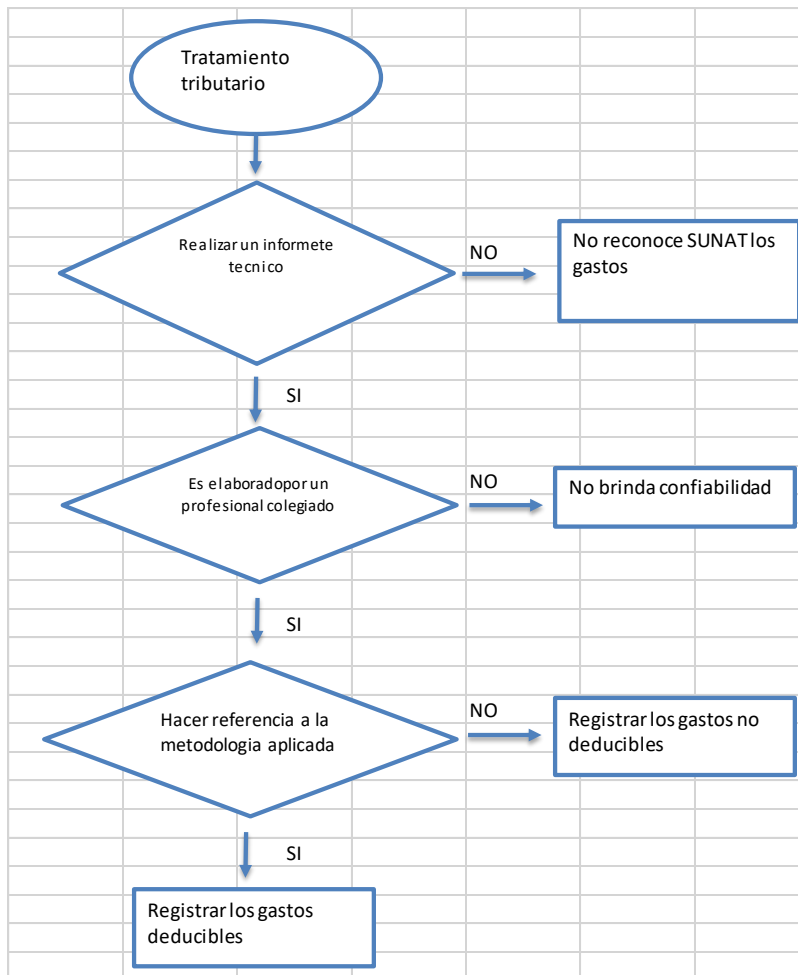 Tratamiento
tributario
Realizar un informete
tecnico
NO
No reconoce SUNAT los
gastos
SI
Es elaboradopor un
profesional colegiado
NO
No brinda confiabilidad
SI
Hacer referencia a la
metodologia aplicada
NO
Registrar los gastos no
deducibles
SI
Registrar los gastos
deducibles